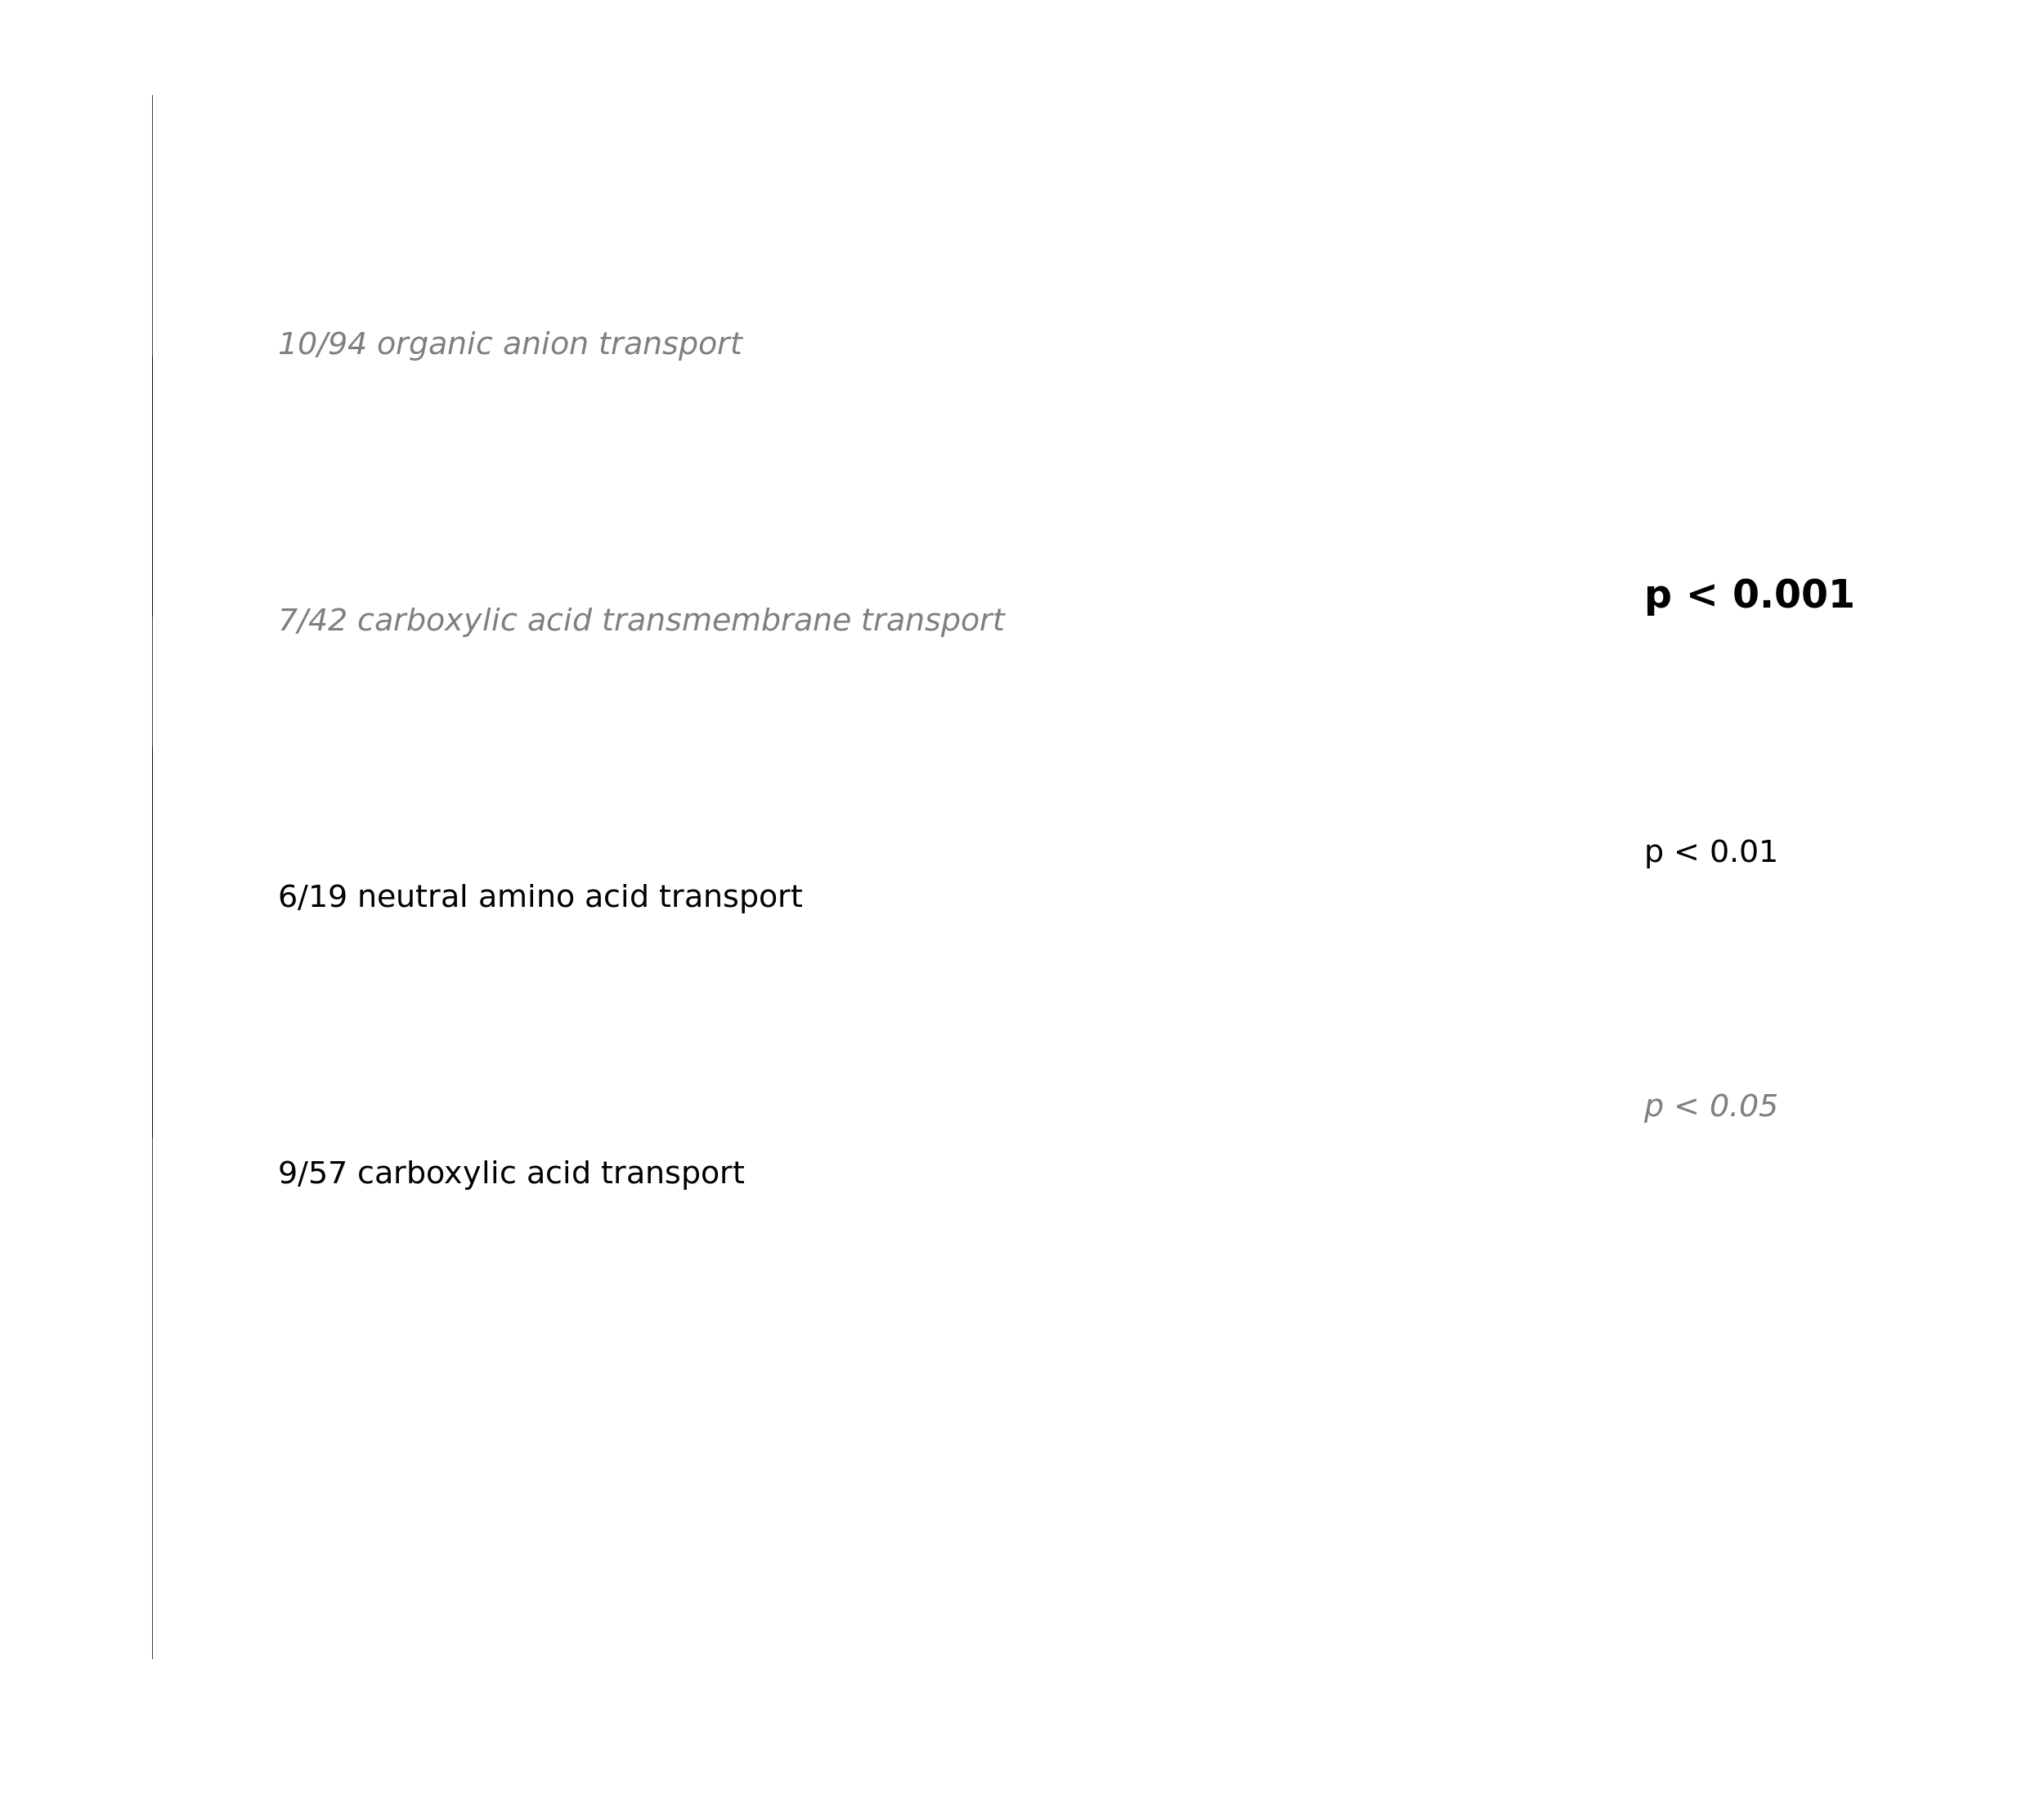 10/94 organic anion transport
7/42 carboxylic acid transmembrane transport
6/19 neutral amino acid transport
9/57 carboxylic acid transport
p < 0.001
p < 0.01
p < 0.05